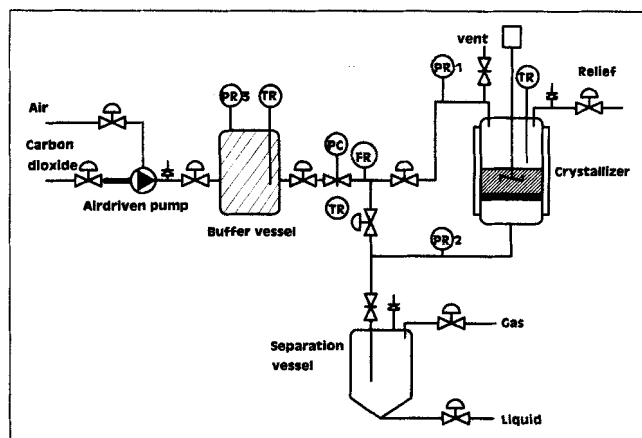 vent
PR 1
TR
Relief
Air
PR 3
TR
Carbon
dioxide
PC
FR
Crystallizer
Airdriven pump
TR
Buffer vessel
PR 2
Separation
vessel
Gas
Liquid